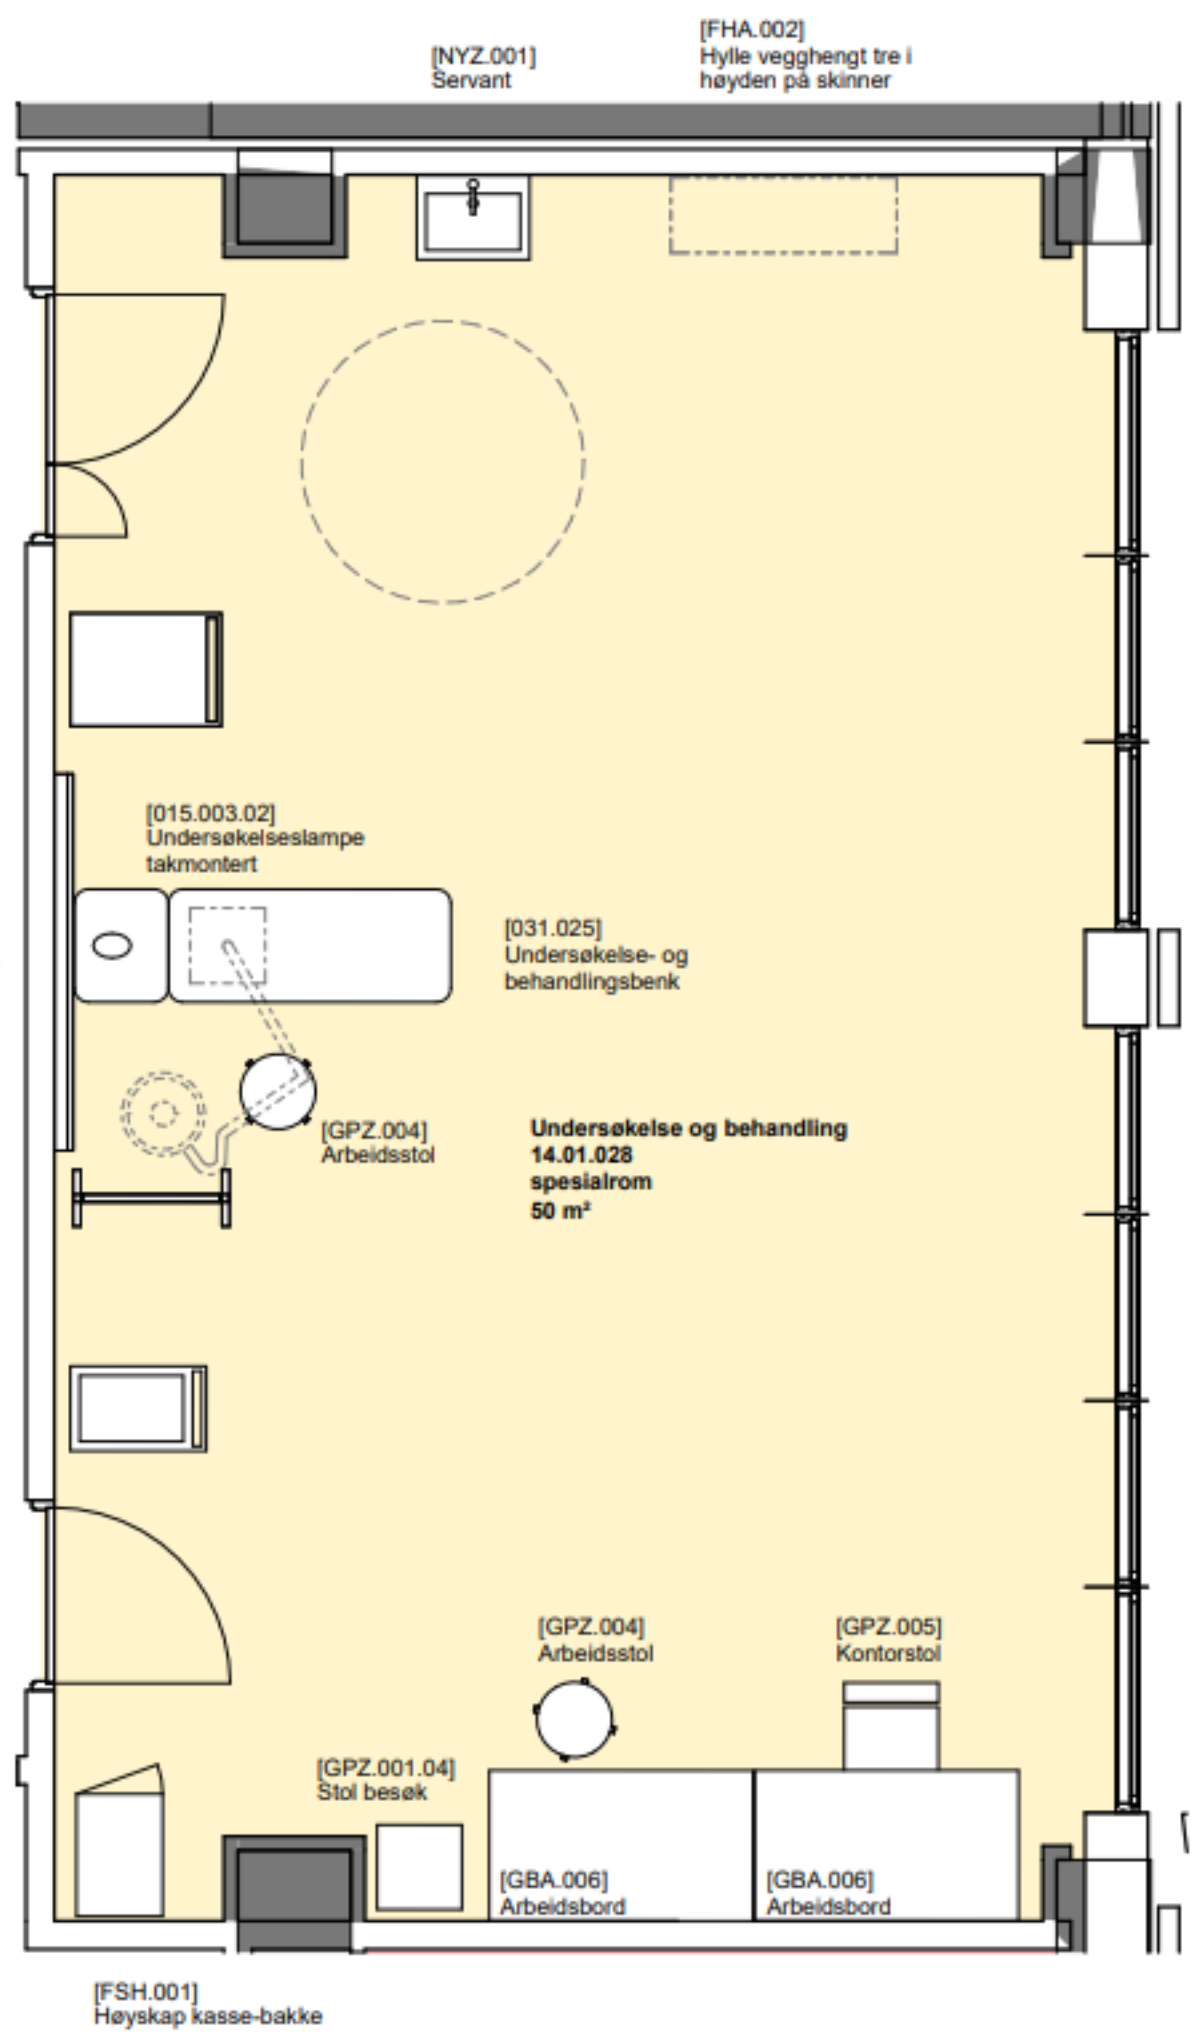 [NYZ.001]
Servant
[FHA.002]
Hylle vegghengt tre i
høyden på skinner
[015.003.02]
Undersøkelseslampe
takmontert
[031.025]
Undersøkelse- og
behandlingsbenk
[GPZ.004]
Arbeidsstol
Undersøkelse og behandling
14.01.028
spesialrom
50 m²
[GPZ.004]
Arbeidsstol
[GPZ.005]
Kontorstol
[GPZ.001.04]
Stol besøk
[GBA.006]
Arbeidsbord
[GBA.006]
Arbeidsbord
[FSH.001]
Høyskap kasse-bakke